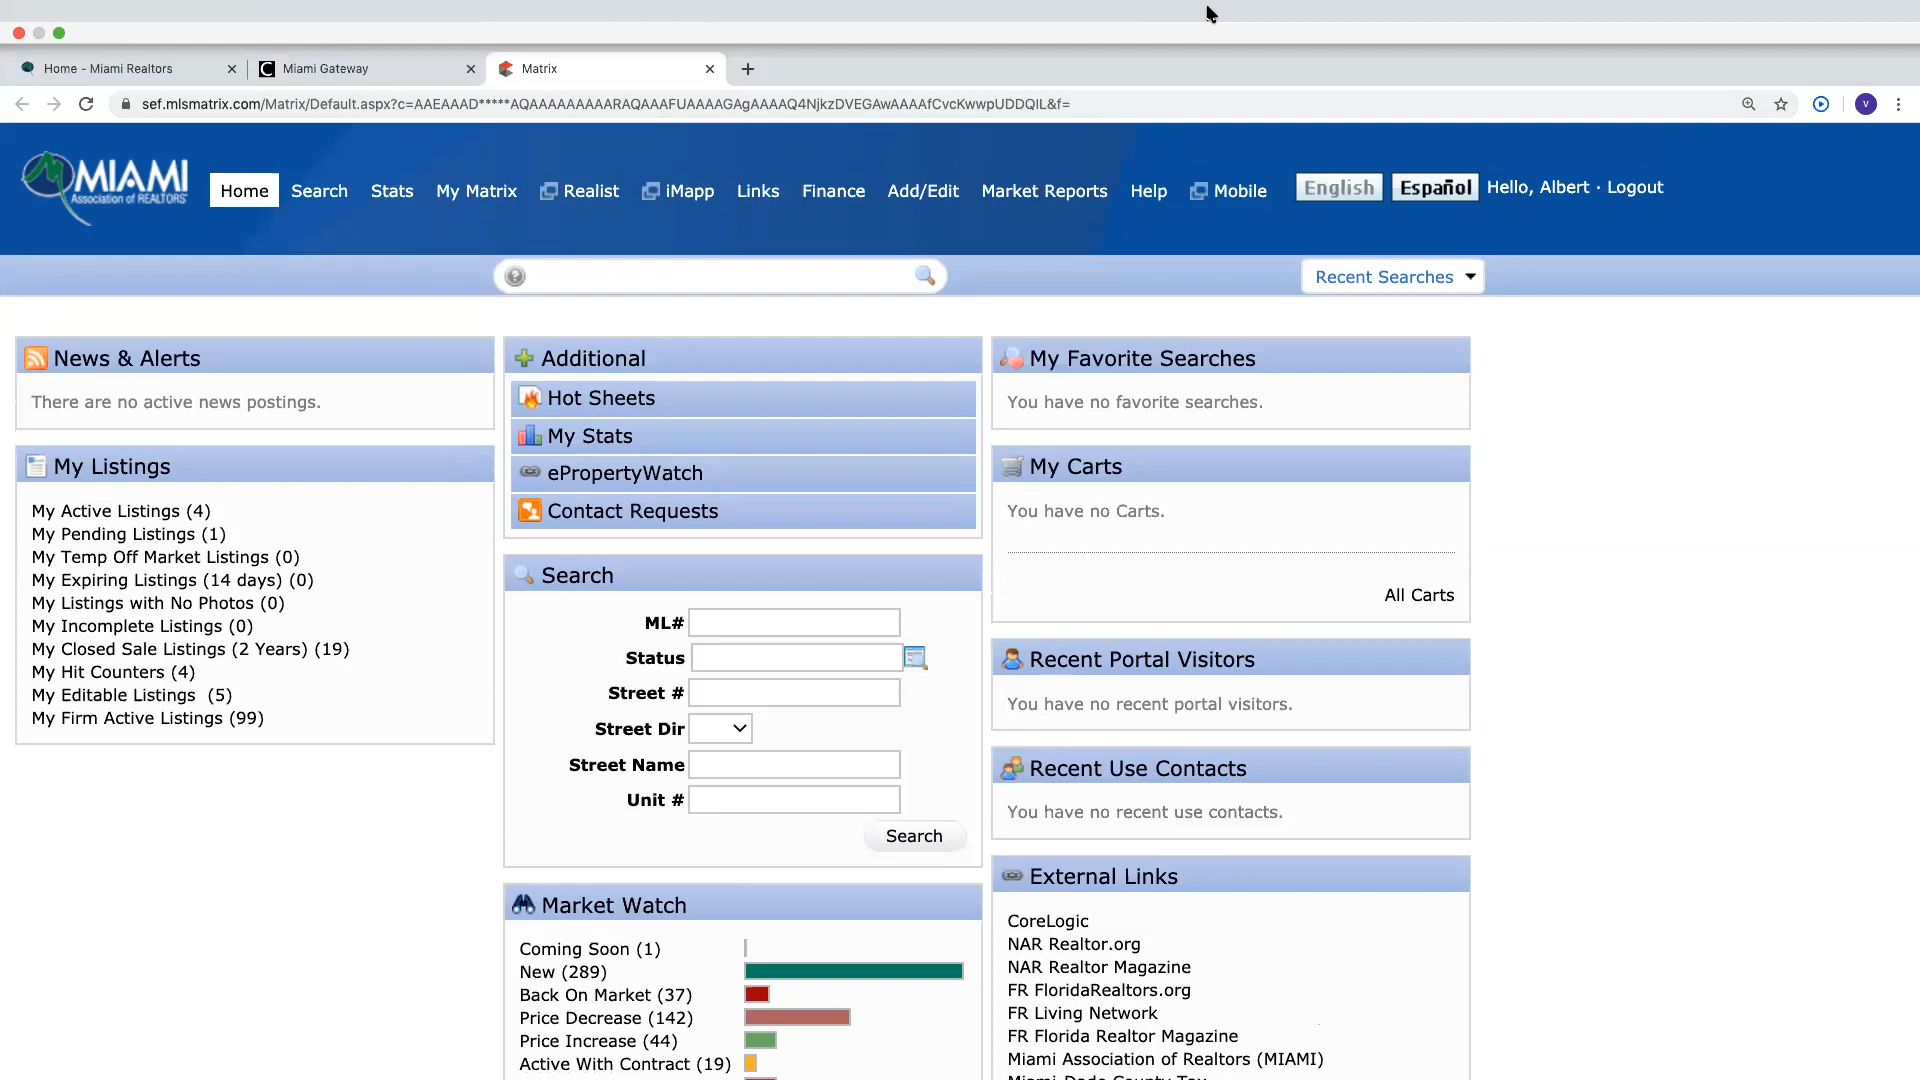 Home - Miami Realtors
Miami Gateway
Matrix
sef.mlsmatrix.com/Matrix/Default.aspx?c=AAEAAAD*****AQAAAAAAAAARAQAAAFUAAAAGAgAAAAQ4NjkzDVEGAwAAAAfCvcKwwpUDDQIL&f=
V
MIAMI
Association of REALTORS®
Home
Search
Stats
My Matrix
Realist
iMapp
Links
Finance
Add/Edit
Market Reports
Help
Mobile
English
Español
Hello, Albert · Logout
Recent Searches
News & Alerts
There are no active news postings.
My Listings
My Active Listings (4)
My Pending Listings (1)
My Temp Off Market Listings (0)
My Expiring Listings (14 days) (0)
My Listings with No Photos (0)
My Incomplete Listings (0)
My Closed Sale Listings (2 Years) (19)
My Hit Counters (4)
My Editable Listings (5)
My Firm Active Listings (99)
Additional
Hot Sheets
My Stats
ePropertyWatch
Contact Requests
Search
ML#
Status
Street #
Street Dir
Street Name
Unit #
Search
Market Watch
Coming Soon (1)
New (289)
Back On Market (37)
Price Decrease (142)
Price Increase (44)
Active With Contract (19)
My Favorite Searches
You have no favorite searches.
My Carts
You have no Carts.
All Carts
Recent Portal Visitors
You have no recent portal visitors.
Recent Use Contacts
You have no recent use contacts.
External Links
CoreLogic
NAR Realtor.org
NAR Realtor Magazine
FR FloridaRealtors.org
FR Living Network
FR Florida Realtor Magazine
Miami Association of Realtors (MIAMI)
Miami-Dade County Tax